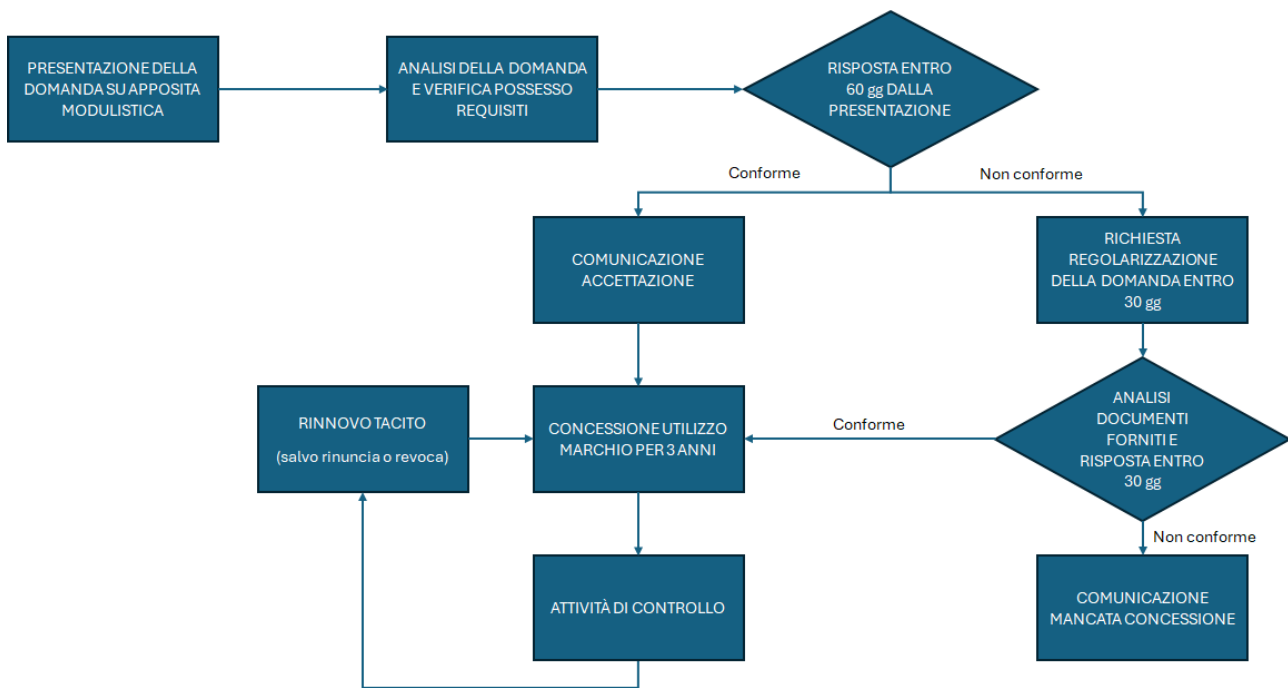 PRESENTAZIONE DELLA
DOMANDA SU APPOSITA
MODULISTICA
ANALISI DELLA DOMANDA
E VERIFICA POSSESSO
REQUISITI
RISPOSTA ENTRO
60 gg DALLA
PRESENTAZIONE
Conforme
Non conforme
COMUNICAZIONE
ACCETTAZIONE
RICHIESTA
REGOLARIZZAZIONE
DELLA DOMANDA ENTRO
30 gg
RINNOVO TACITO
(salvo rinuncia o revoca)
CONCESSIONE UTILIZZO
MARCHIO PER 3 ANNI
Conforme
ANALISI
DOCUMENTI
FORNITI E
RISPOSTA ENTRO
30 gg
Non conforme
ATTIVITÀ DI CONTROLLO
COMUNICAZIONE
MANCATA CONCESSIONE